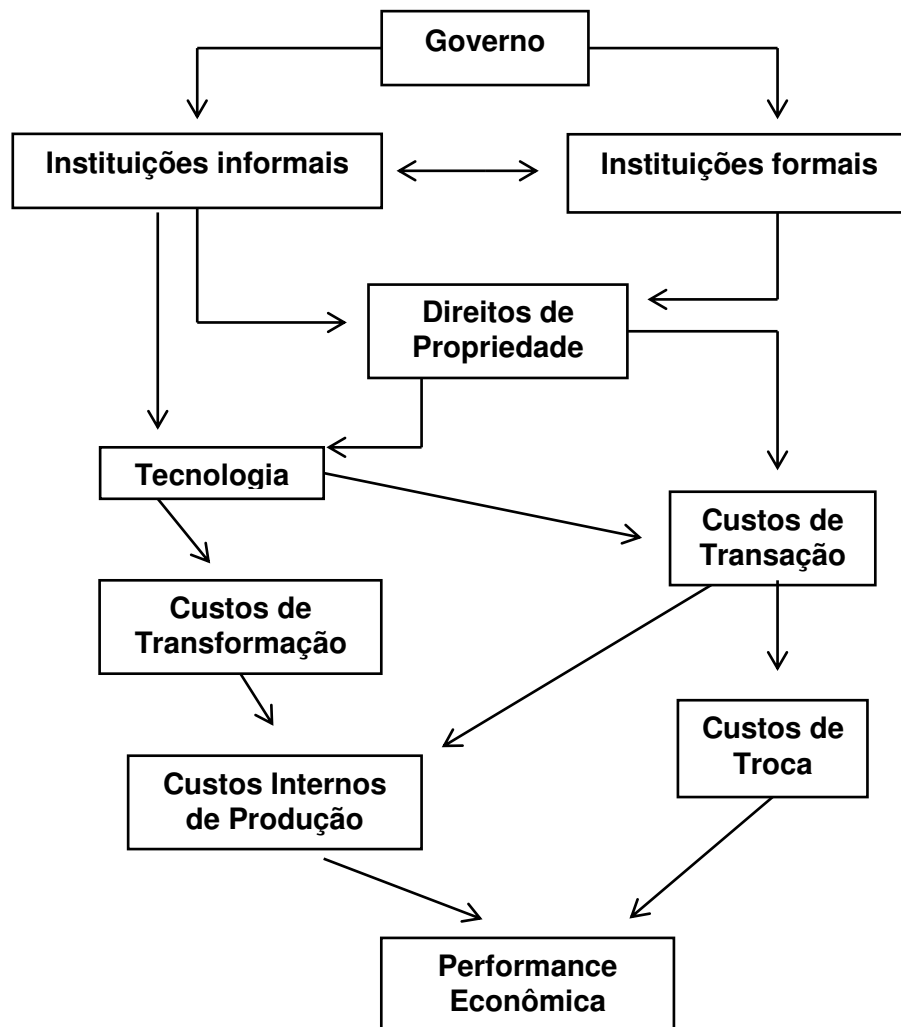 Governo
Instituições informais
Instituições formais
Direitos de
Propriedade
Tecnologia
Custos de
Transação
Custos de
Transformação
Custos de
Troca
Custos Internos
de Produção
Performance
Econômica